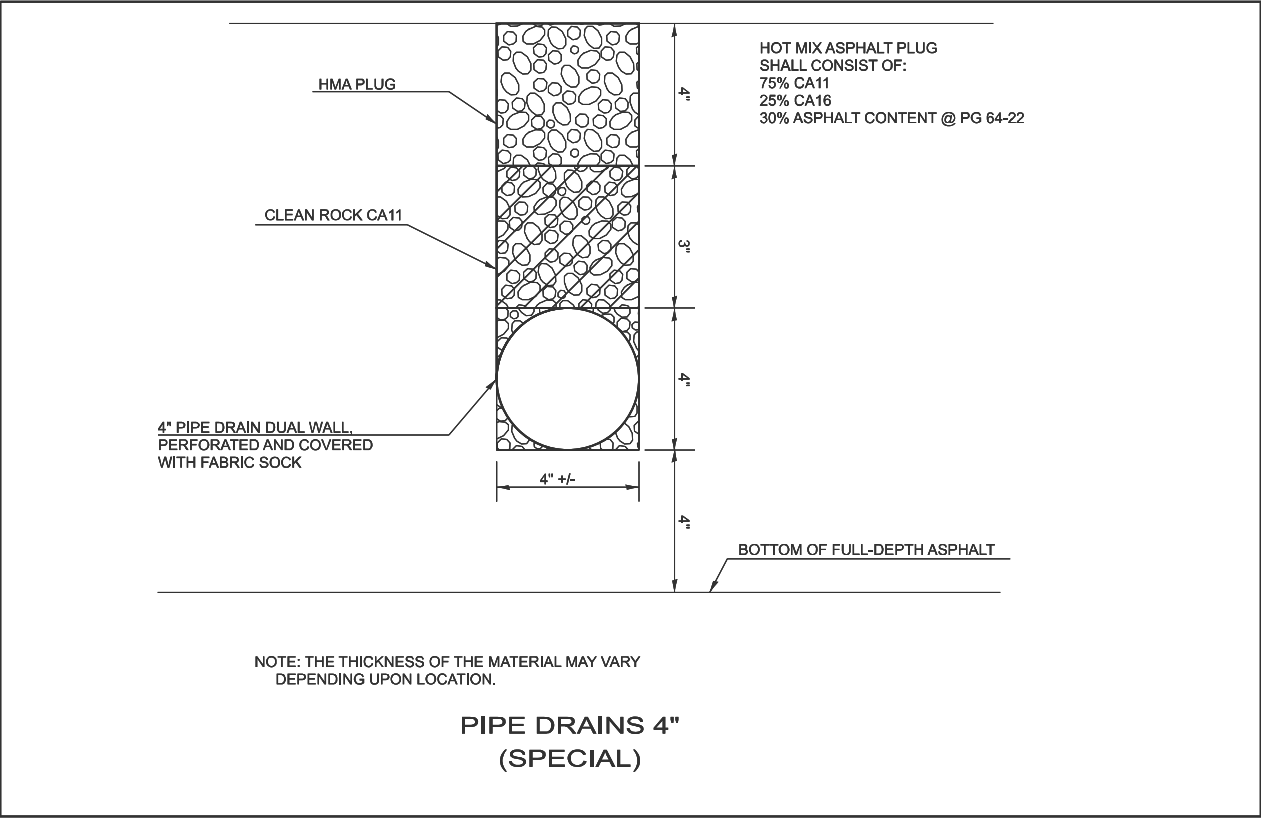 HOT MIX ASPHALT PLUG
SHALL CONSIST OF:
75% CA11
25% CA16
30% ASPHALT CONTENT @ PG 64-22
HMA PLUG
4"
CLEAN ROCK CA11
3"
4"
4" PIPE DRAIN DUAL WALL,
PERFORATED AND COVERED
WITH FABRIC SOCK
4" +/-
4"
BOTTOM OF FULL-DEPTH ASPHALT
NOTE: THE THICKNESS OF THE MATERIAL MAY VARY
DEPENDING UPON LOCATION.
PIPE DRAINS 4"
(SPECIAL)